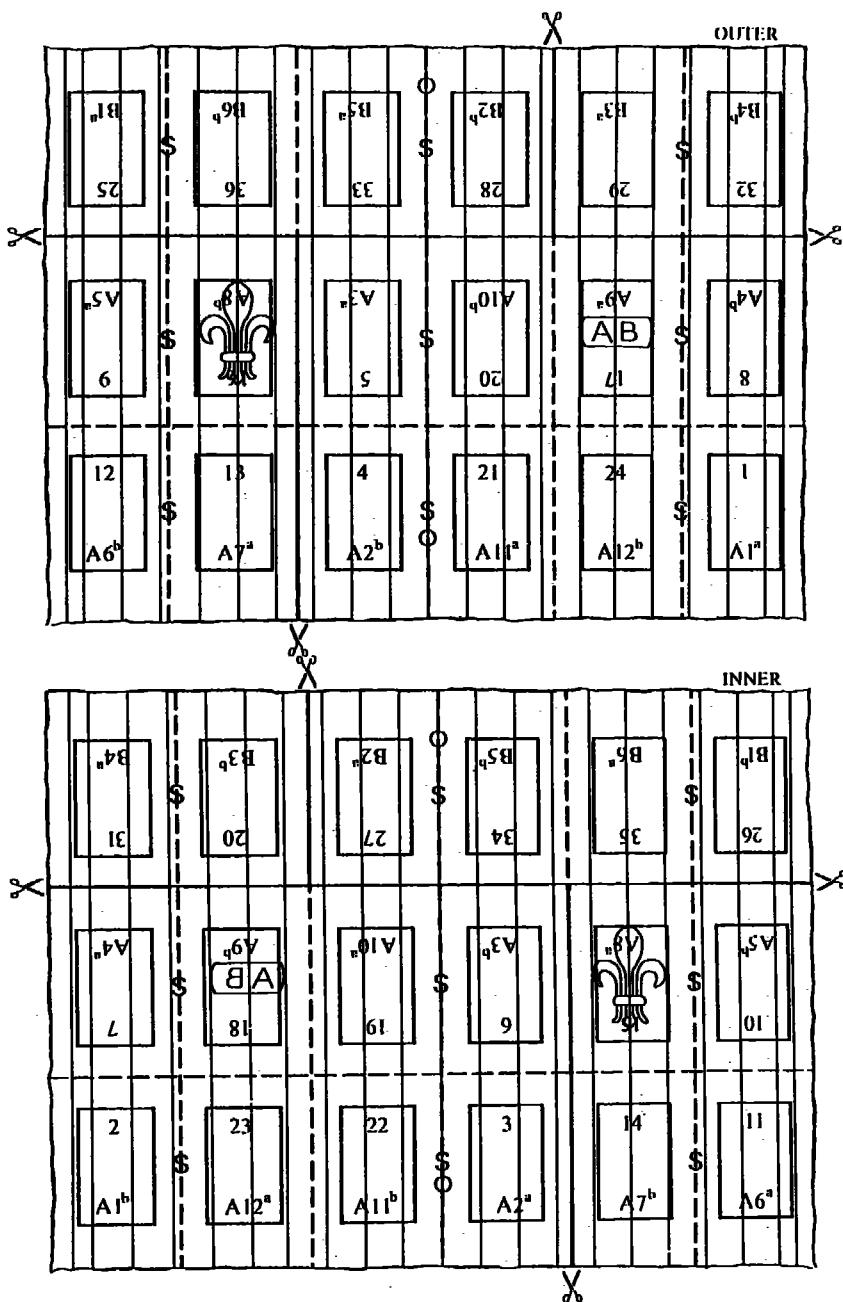 OUTER
B1ᵃ B6ᵇ B5ᵃ B2ᵇ B3ᵃ B4ᵇ
S S S
25 36 33 28 29 32
A5ᵃ A8ᵇ A3ᵃ A10ᵇ A9ᵃ A4ᵇ
S S AB S
9 5 20 17 8
12 13 4 21 24 1
S S S
A6ᵇ A7ᵃ A2ᵇ A11ᵃ A12ᵇ A1ᵃ
INNER
B4ᵃ B3ᵇ B2ᵃ B5ᵇ B6ᵃ B1ᵇ
S S S
31 20 27 34 35 26
A4ᵃ A9ᵇ A10ᵃ A3ᵇ A8ᵃ A5ᵇ
S AB S S
7 18 19 6 10
2 23 22 3 14 11
S S S
A1ᵇ A12ᵃ A11ᵇ A2ᵃ A7ᵇ A6ᵃ